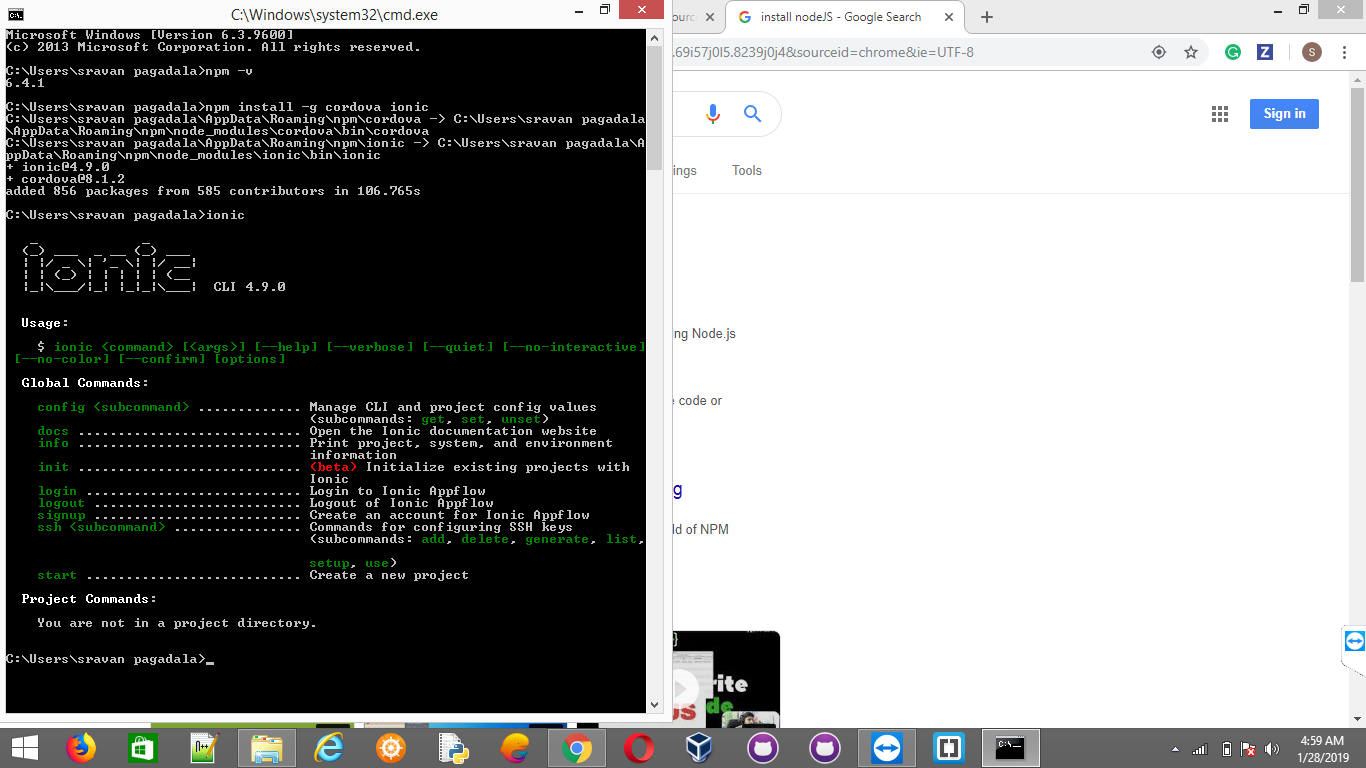 C:\Windows\system32\cmd.exe
Microsoft Windows [Version 6.3.9600]
(c) 2013 Microsoft Corporation. All rights reserved.
C:\Users\sravan pagadala>npm -v
6.4.1
C:\Users\sravan pagadala>npm install -g cordova ionic
C:\Users\sravan pagadala\AppData\Roaming\npm\cordova -> C:\Users\sravan pagadala
\AppData\Roaming\npm\node_modules\cordova\bin\cordova
C:\Users\sravan pagadala\AppData\Roaming\npm\ionic -> C:\Users\sravan pagadala\A
ppData\Roaming\npm\node_modules\ionic\bin\ionic
+ ionic@4.9.0
+ cordova@8.1.2
added 856 packages from 585 contributors in 106.765s
C:\Users\sravan pagadala>ionic
ionic CLI 4.9.0
Usage:
$ ionic <command> [<args>] [--help] [--verbose] [--quiet] [--no-interactive]
[--no-color] [--confirm] [options]
Global Commands:
config <subcommand> ............. Manage CLI and project config values
(subcommands: get, set, unset)
docs ............................ Open the Ionic documentation website
info ............................ Print project, system, and environment
information
init ............................ (beta) Initialize existing projects with
Ionic
login ........................... Login to Ionic Appflow
logout .......................... Logout of Ionic Appflow
signup .......................... Create an account for Ionic Appflow
ssh <subcommand> ................ Commands for configuring SSH keys
(subcommands: add, delete, generate, list,
setup, use)
start ........................... Create a new project
Project Commands:
You are not in a project directory.
C:\Users\sravan pagadala>_
install nodeJS - Google Search
.69i57j0l5.8239j0j4&sourceid=chrome&ie=UTF-8
S
Sign in
ings
Tools
ng Node.js
e code or
g
ld of NPM
rite
de
4:59 AM
1/28/2019